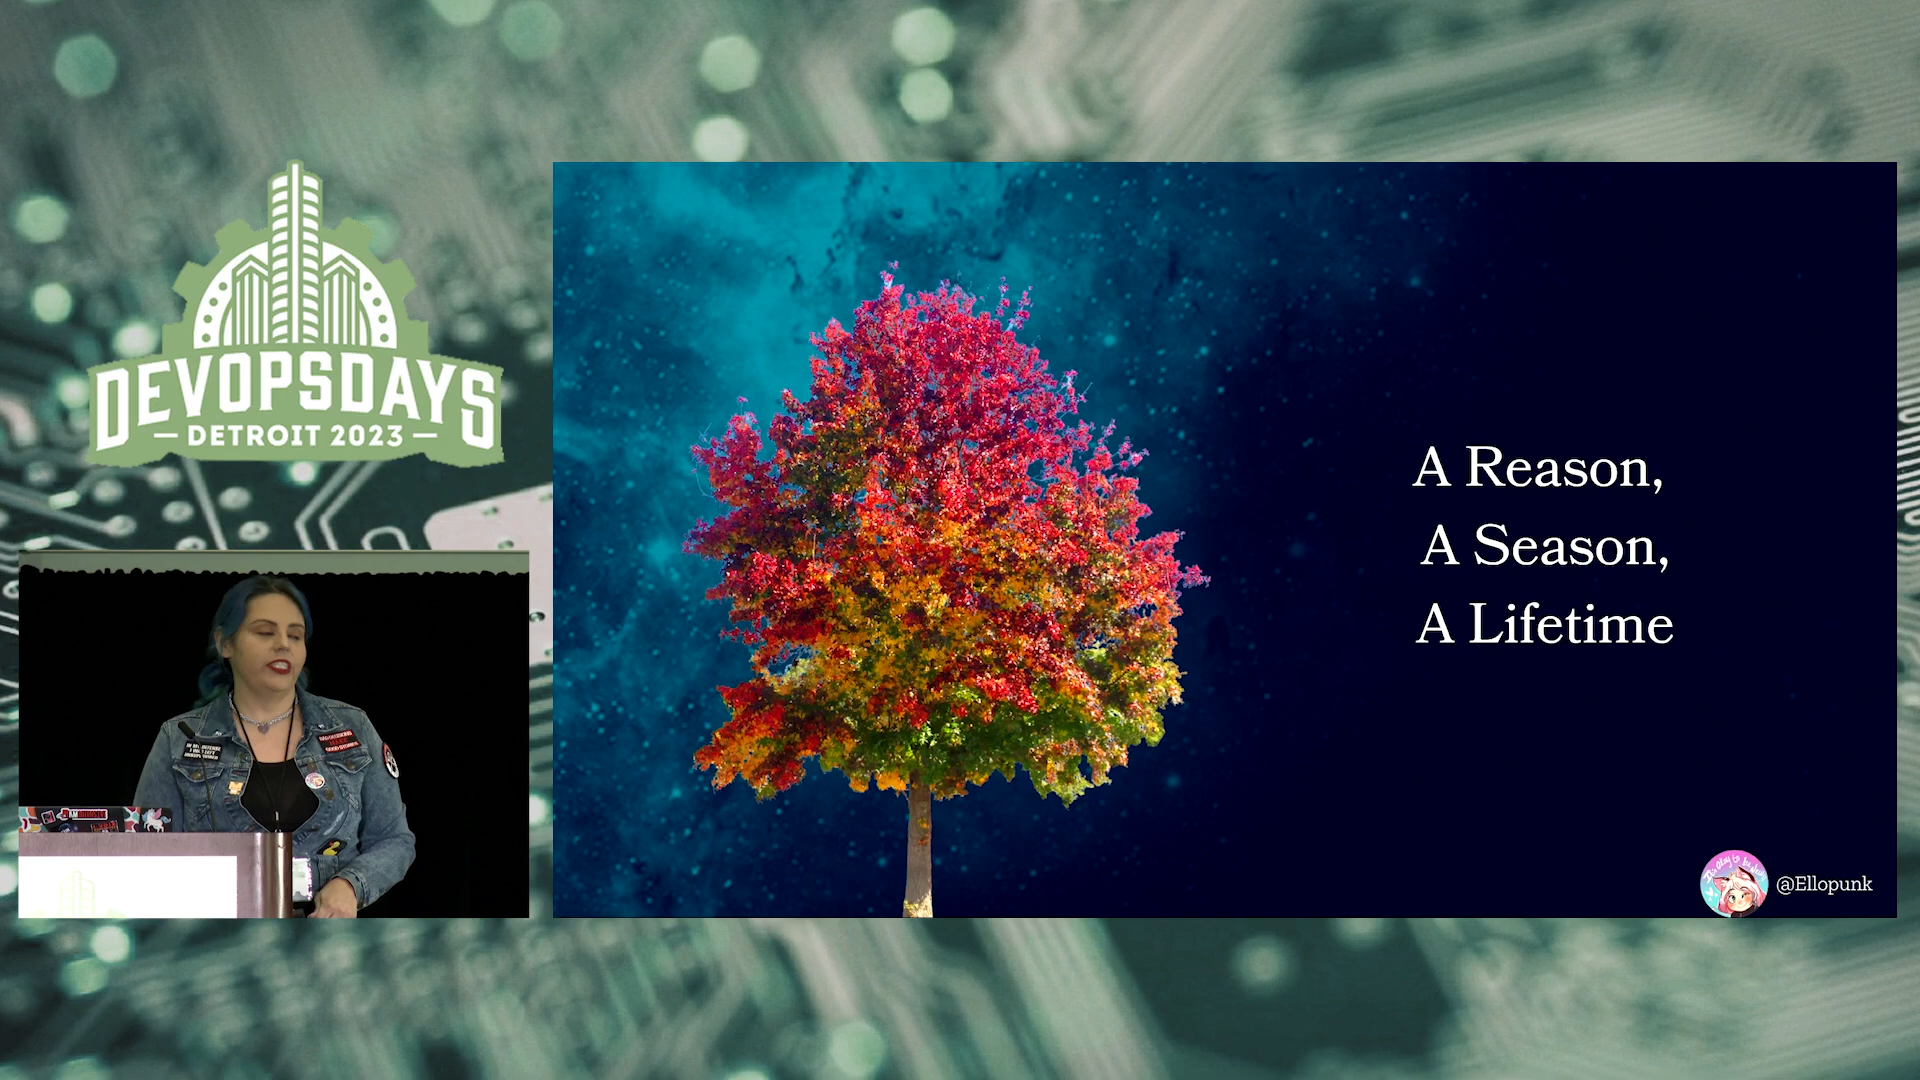 DEVOPSDAYS
DETROIT 2023
A Reason,
A Season,
A Lifetime
@Ellopunk